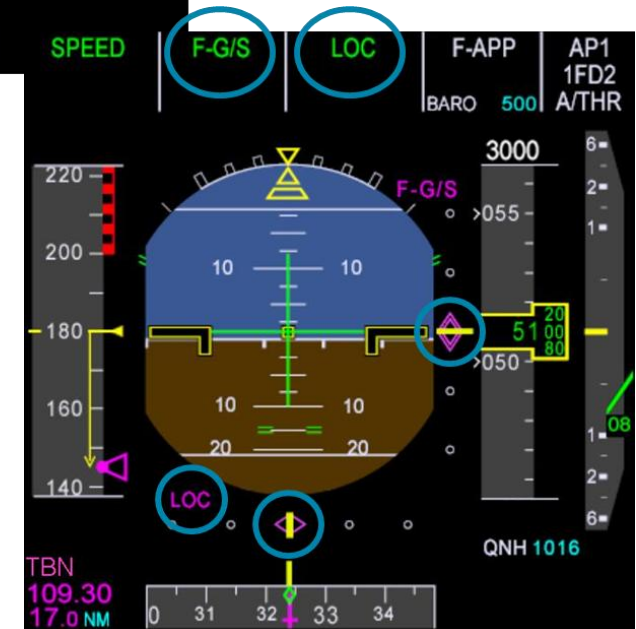 SPEED F-G/S LOC F-APP AP1
1FD2
BARO 500 A/THR
3000
6
220 F-G/S 2
055
1
200
10 10
20
180 51 00
80
050
160
10 10 08
1
20 20
2
140
LOC 6
QNH 1016
TBN
109.30
17.0 NM
0 31 32 33 34